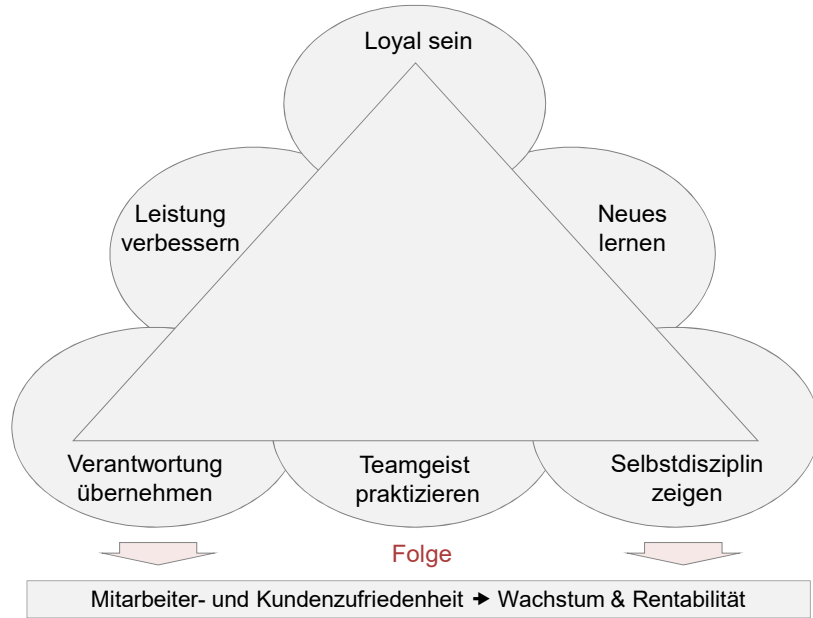 Loyal sein
Leistung
verbessern
Neues
lernen
Verantwortung
übernehmen
Teamgeist
praktizieren
Selbstdisziplin
zeigen
Folge
Mitarbeiter- und Kundenzufriedenheit → Wachstum & Rentabilität